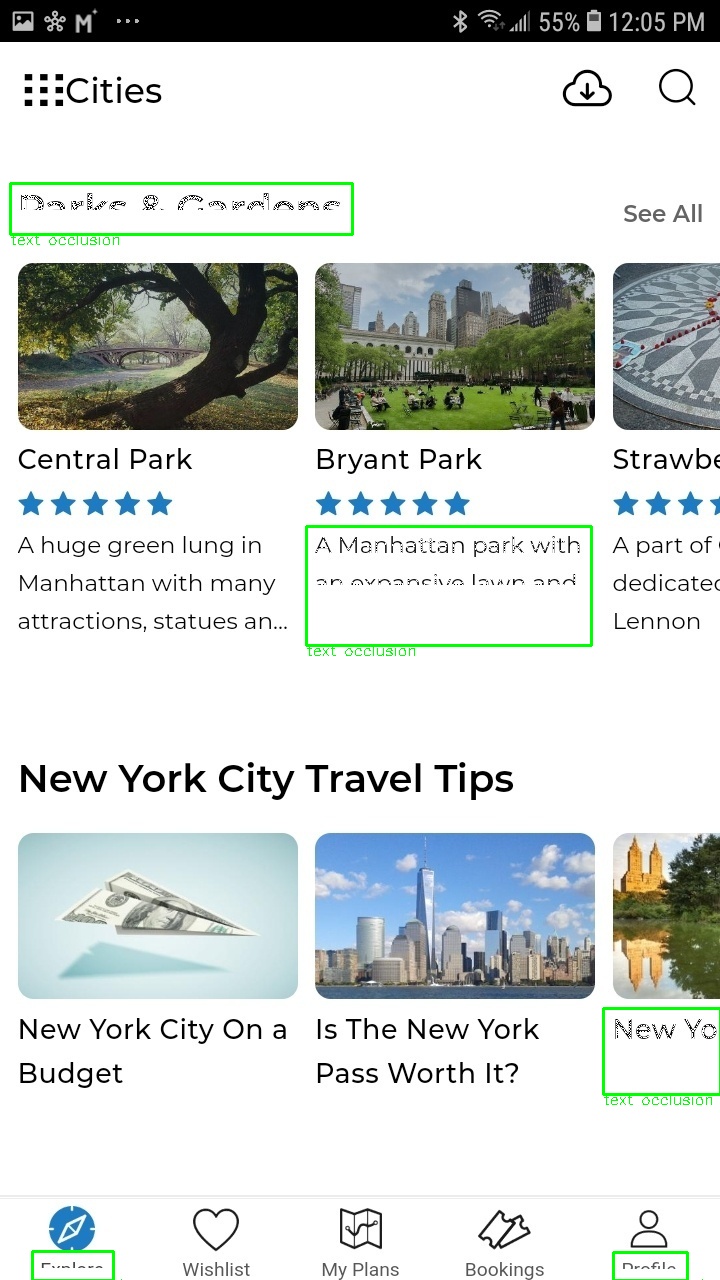 55% 12:05 PM
Cities
Parks & Gardens
See All
text occlusion
Central Park
Bryant Park
Strawbe
A huge green lung in
Manhattan with many
attractions, statues an...
A Manhattan park with
an expansive lawn and
A part of
dedicated
Lennon
text occlusion
New York City Travel Tips
New York City On a
Budget
Is The New York
Pass Worth It?
New Yo
text occlusion
Explore
Wishlist
My Plans
Bookings
Profile